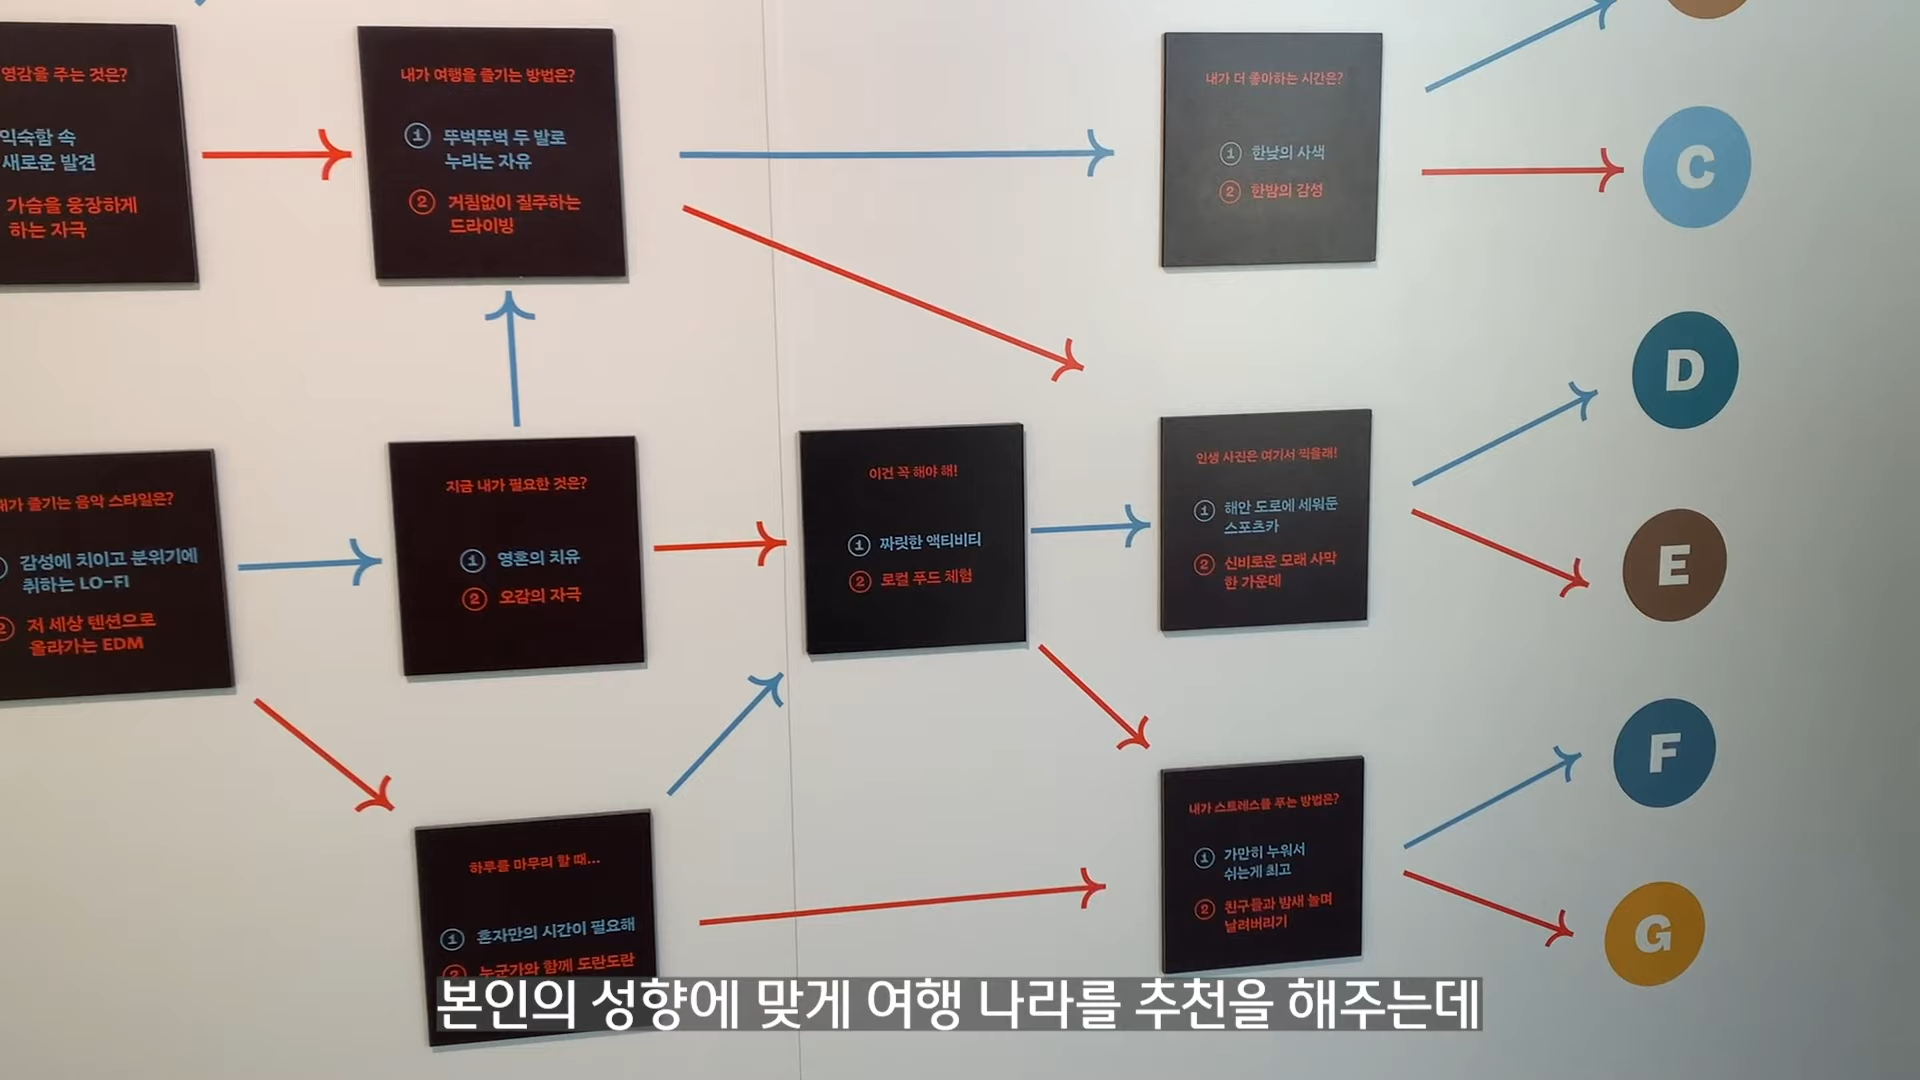 영감을 주는 것은?
익숙함 속
새로운 발견
가슴을 웅장하게
하는 자극
내가 여행을 즐기는 방법은?
1 뚜벅뚜벅 두 발로
누리는 자유
2 거침없이 질주하는
드라이빙
내가 더 좋아하는 시간은?
1 한낮의 사색
2 한밤의 감성
C
D
내가 즐기는 음악 스타일은?
감성에 치이고 분위기에
취하는 LO-FI
2 저 세상 텐션으로
올라가는 EDM
지금 내가 필요한 것은?
1 영혼의 치유
2 오감의 자극
이건 꼭 해야 해!
1 짜릿한 액티비티
2 로컬 푸드 체험
인생 사진은 여기서 찍을래!
1 해안 도로에 세워둔
스포츠카
2 신비로운 모래 사막
한 가운데
E
F
하루를 마무리 할 때...
1 혼자만의 시간이 필요해
2 누군가와 함께 도란도란
내가 스트레스를 푸는 방법은?
1 가만히 누워서
쉬는게 최고
2 친구들과 밤새 놀며
날려버리기
G
본인의 성향에 맞게 여행 나라를 추천을 해주는데